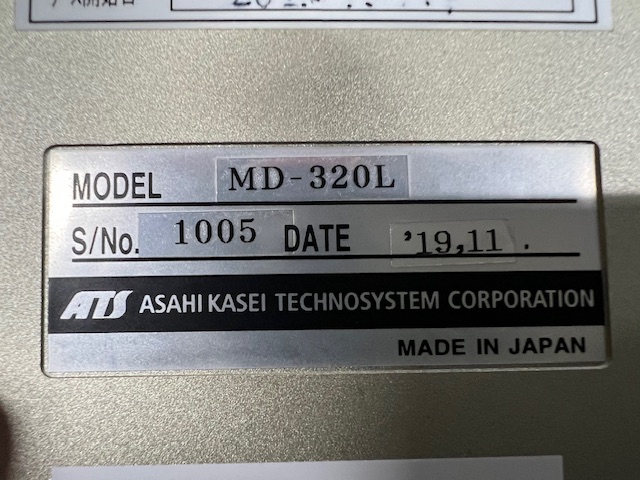 MODEL MD-320L
S/No. 1005 DATE '19,11.
ATS ASAHI KASEI TECHNOSYSTEM CORPORATION
MADE IN JAPAN